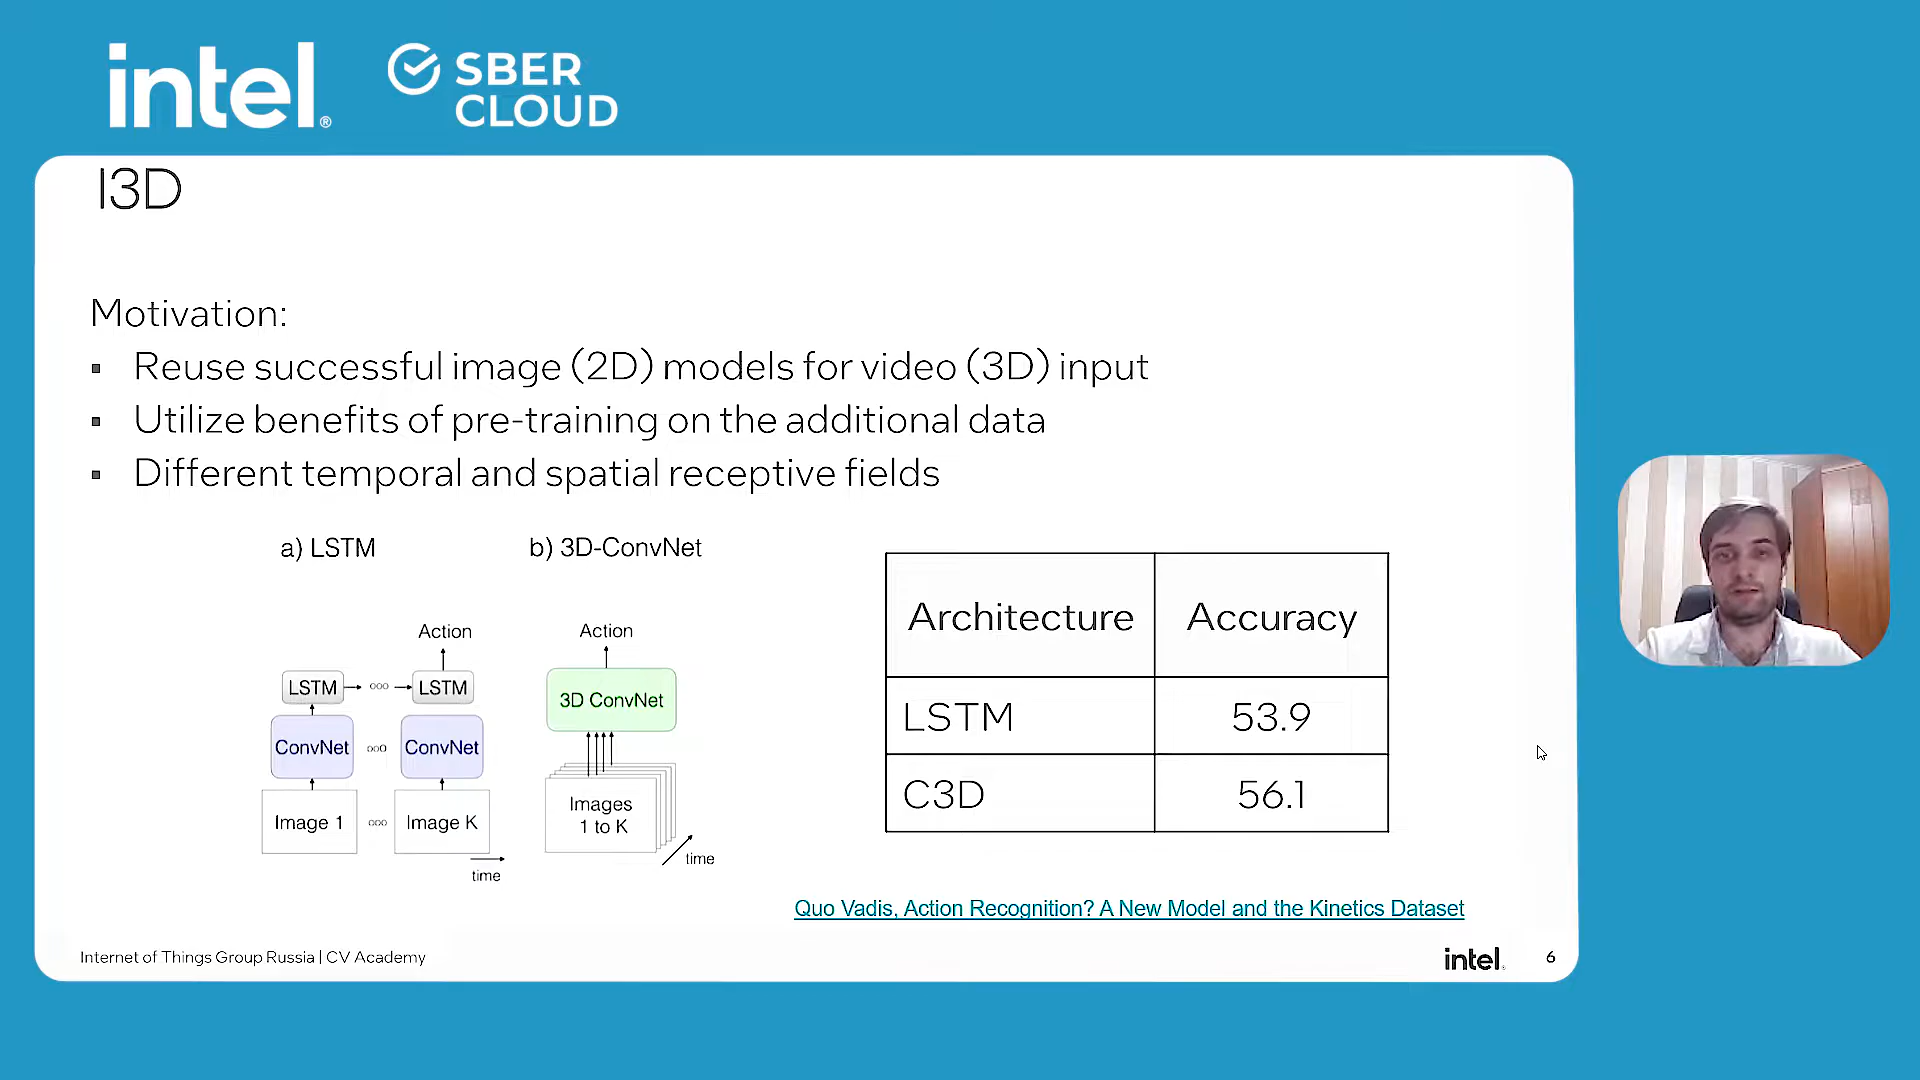 intel®
SBER
CLOUD
I3D
Motivation:
▪ Reuse successful image (2D) models for video (3D) input
▪ Utilize benefits of pre-training on the additional data
▪ Different temporal and spatial receptive fields
a) LSTM
b) 3D-ConvNet
Action
LSTM
LSTM
ConvNet
ConvNet
Image 1
Image K
time
Action
3D ConvNet
Images
1 to K
time
Architecture Accuracy
LSTM 53.9
C3D 56.1
Quo Vadis, Action Recognition? A New Model and the Kinetics Dataset
Internet of Things Group Russia | CV Academy
intel.
6